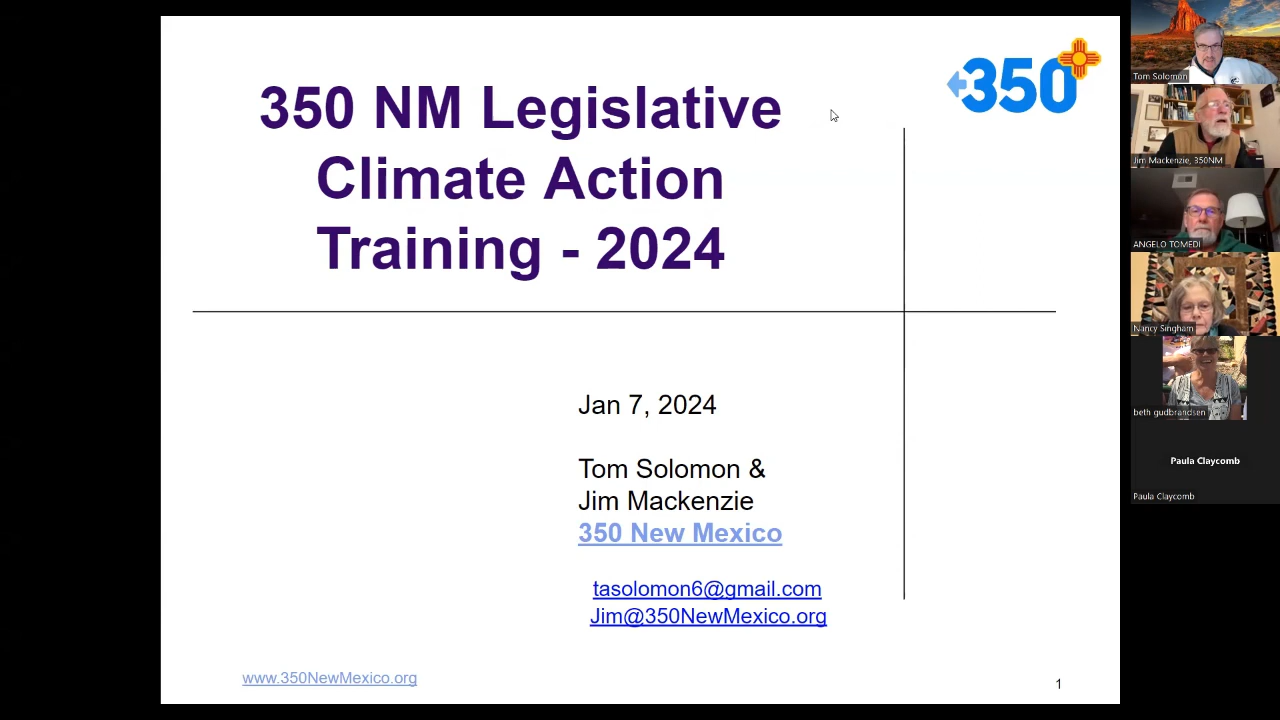 350 NM Legislative
Climate Action
Training - 2024
350
Jan 7, 2024
Tom Solomon &
Jim Mackenzie
350 New Mexico
tasolomon6@gmail.com
Jim@350NewMexico.org
www.350NewMexico.org
1
Tom Solomon
Jim Mackenzie, 350NM
ANGELO TOMEDI
Nancy Singham
beth gudbrandsen
Paula Claycomb
Paula Claycomb